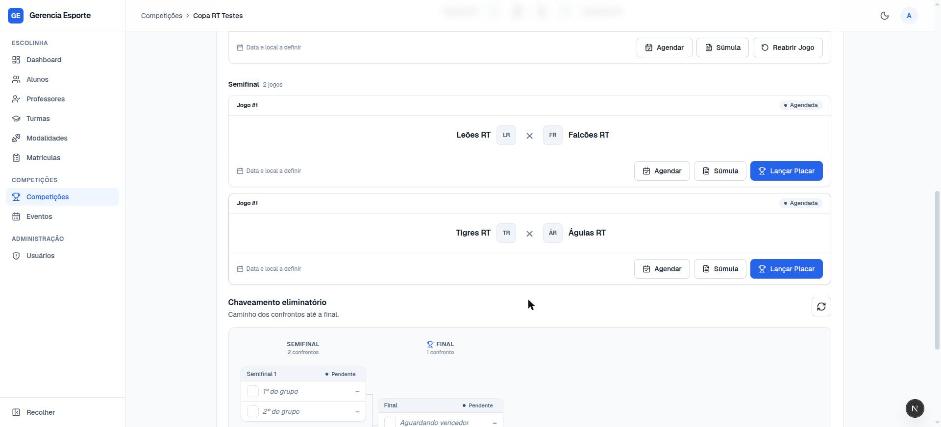 GE Gerencia Esporte
Competições > Copa RT Testes
A
ESCOLINHA
Dashboard
Alunos
Professores
Turmas
Modalidades
Matrículas
COMPETIÇÕES
Competições
Eventos
ADMINISTRAÇÃO
Usuários
Recolher
Data e local a definir
Agendar
Súmula
Reabrir Jogo
Semifinal 2 jogos
Jogo #1
Agendada
Leões RT LR × FR Falcões RT
Data e local a definir
Agendar
Súmula
Lançar Placar
Jogo #1
Agendada
Tigres RT TR × ÁR Águias RT
Data e local a definir
Agendar
Súmula
Lançar Placar
Chaveamento eliminatório
Caminho dos confrontos até a final.
SEMIFINAL
2 confrontos
FINAL
1 confronto
Semifinal 1
Pendente
1º do grupo –
2º do grupo –
Final
Pendente
Aguardando vencedor –
N